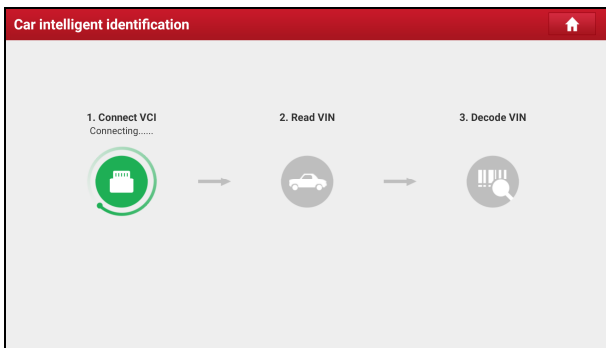 Car intelligent identification
1. Connect VCI
Connecting......
2. Read VIN
3. Decode VIN